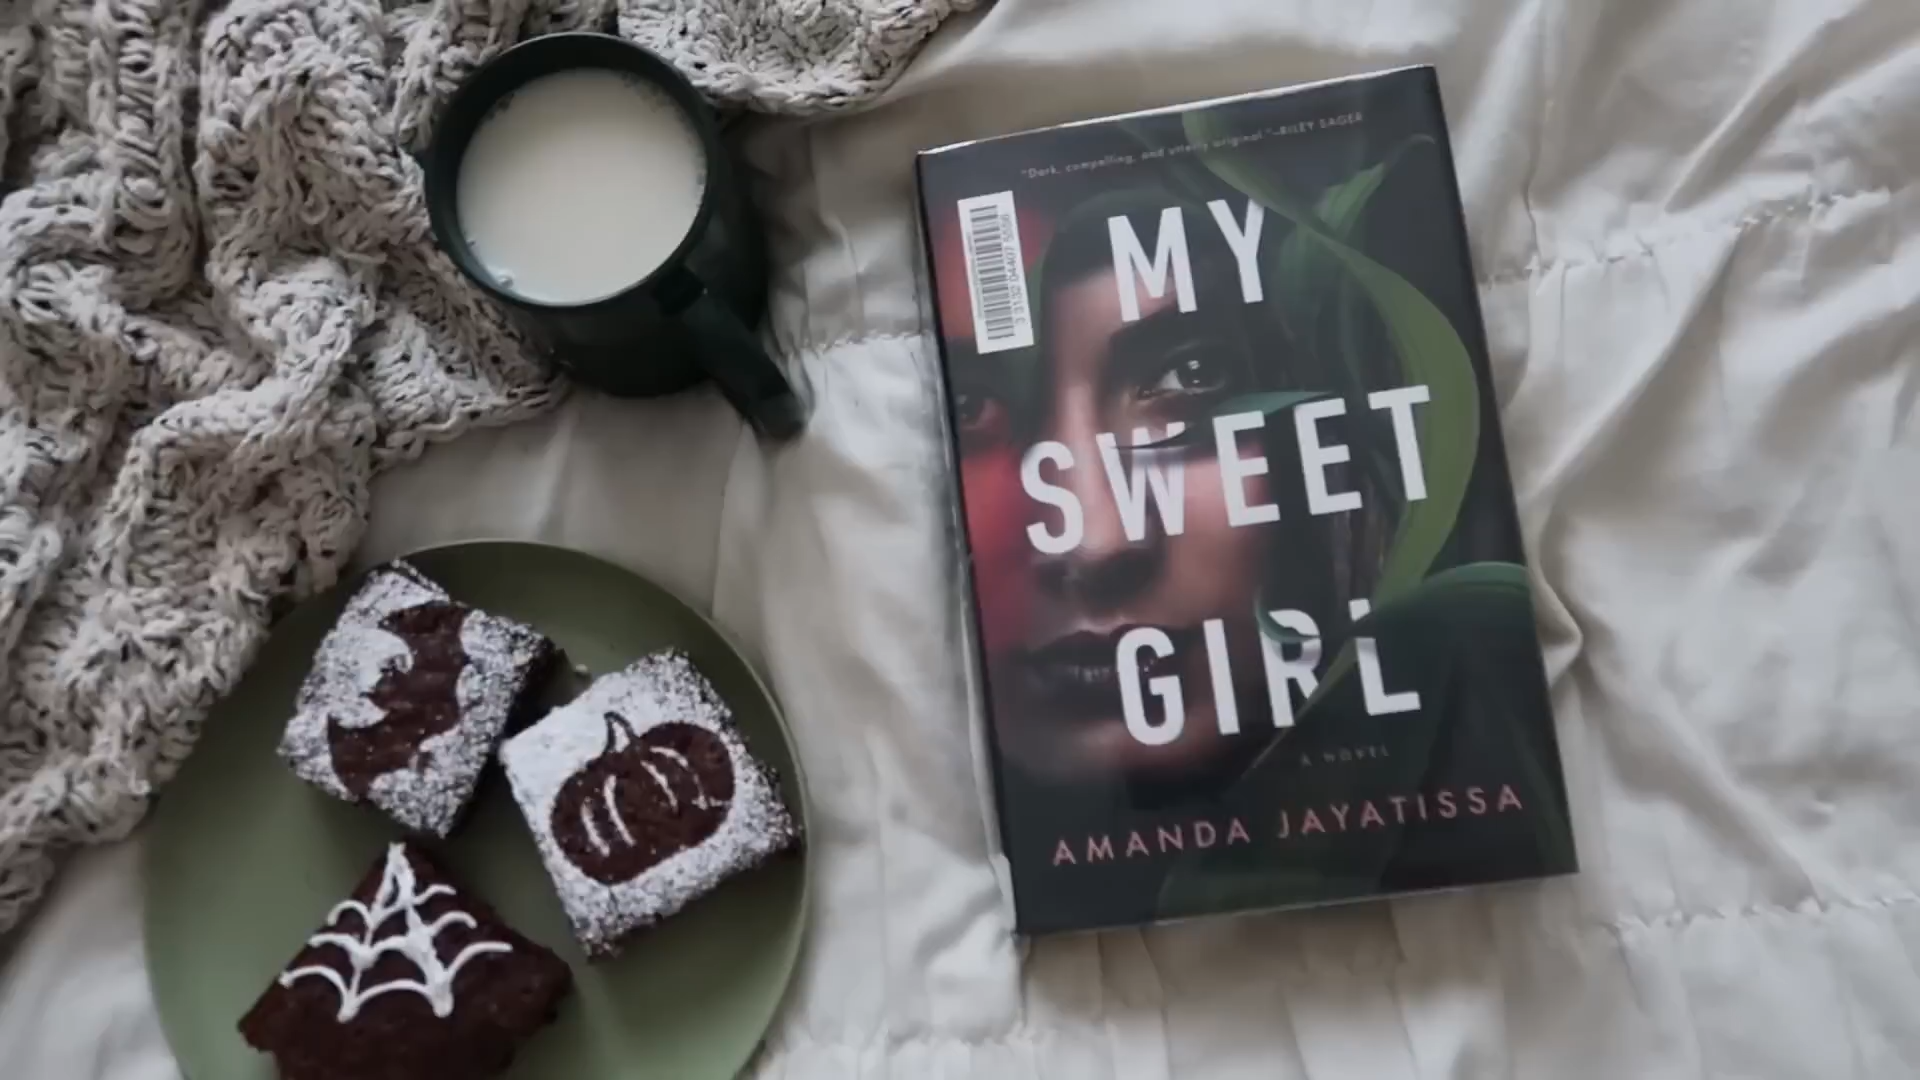 "Dark, compelling, and utterly original."—RILEY SAGER
MY
SWEET
GIRL
A NOVEL
AMANDA JAYATISSA